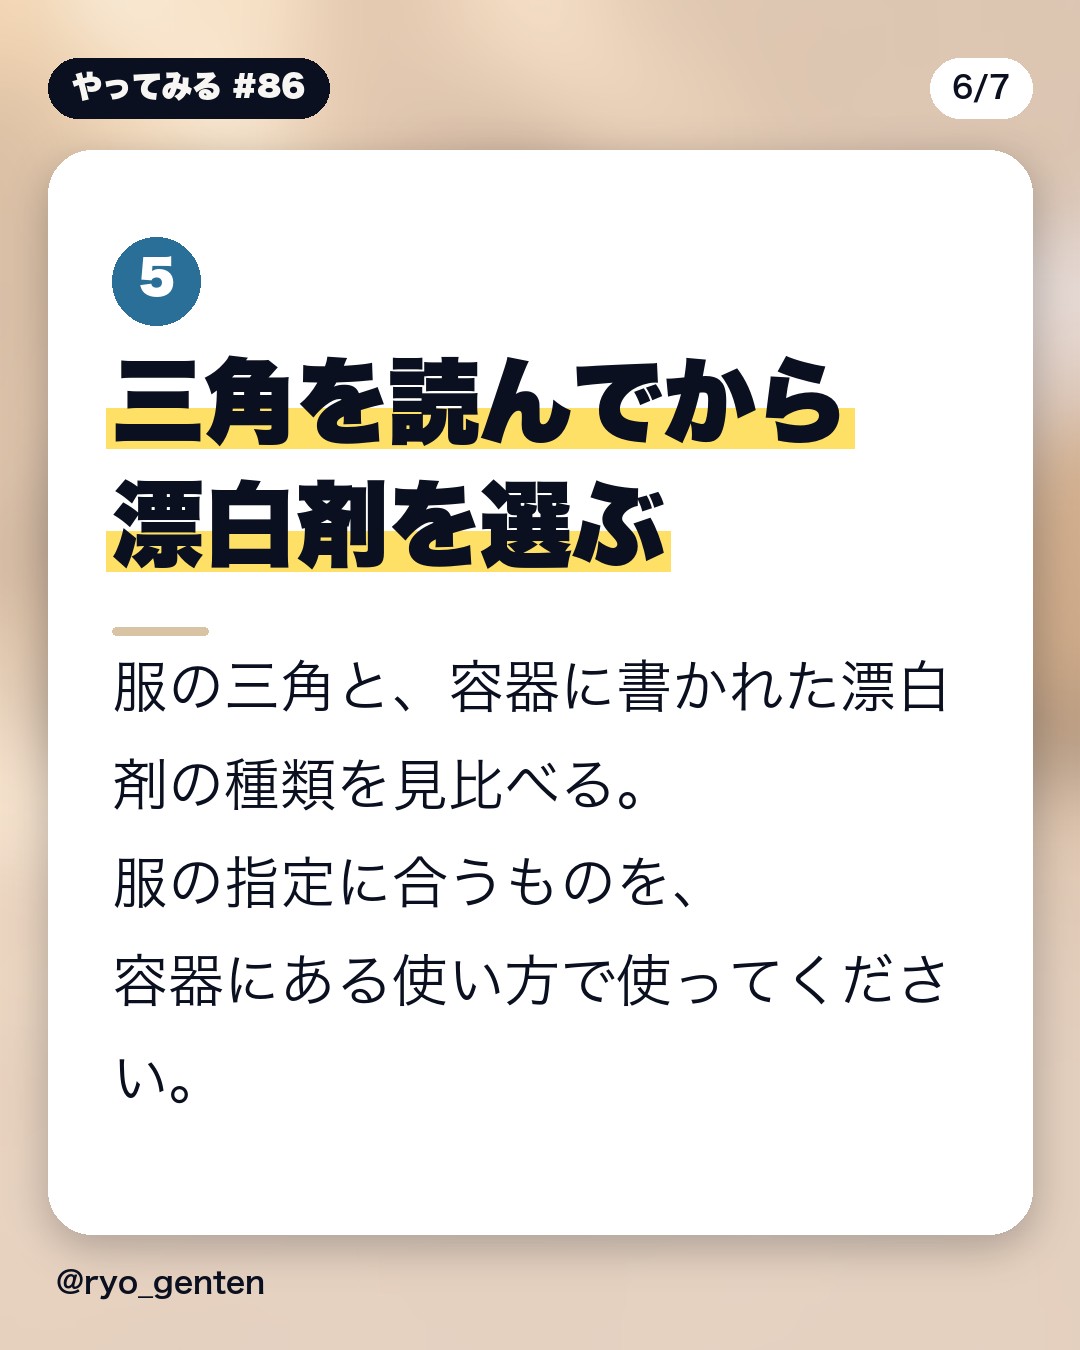 やってみる #86
6/7
5
三角を読んでから
漂白剤を選ぶ
服の三角と、容器に書かれた漂白
剤の種類を見比べる。
服の指定に合うものを、
容器にある使い方で使ってくださ
い。
@ryo_genten